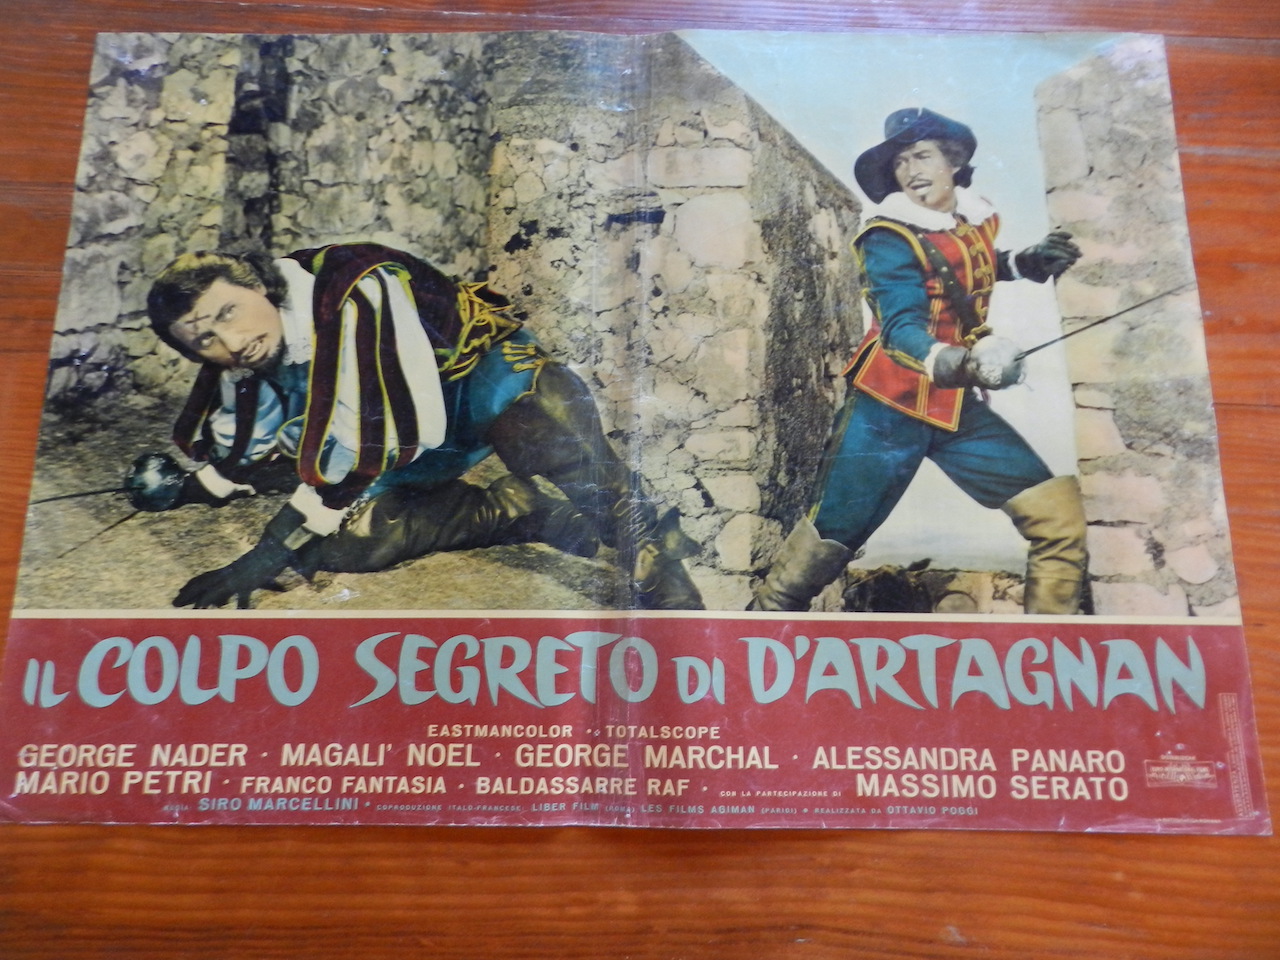 IL COLPO SEGRETO DI D'ARTAGNAN
EASTMANCOLOR · TOTALSCOPE
GEORGE NADER · MAGALI' NOEL · GEORGE MARCHAL · ALESSANDRA PANARO
MARIO PETRI · FRANCO FANTASIA · BALDASSARRE RAF · CON LA PARTECIPAZIONE DI MASSIMO SERATO
REGIA: SIRO MARCELLINI · COPRODUZIONE ITALO-FRANCESE: LIBER FILM (ROMA) LES FILMS AGIMAN (PARIGI) • REALIZZATA DA OTTAVIO POGGI